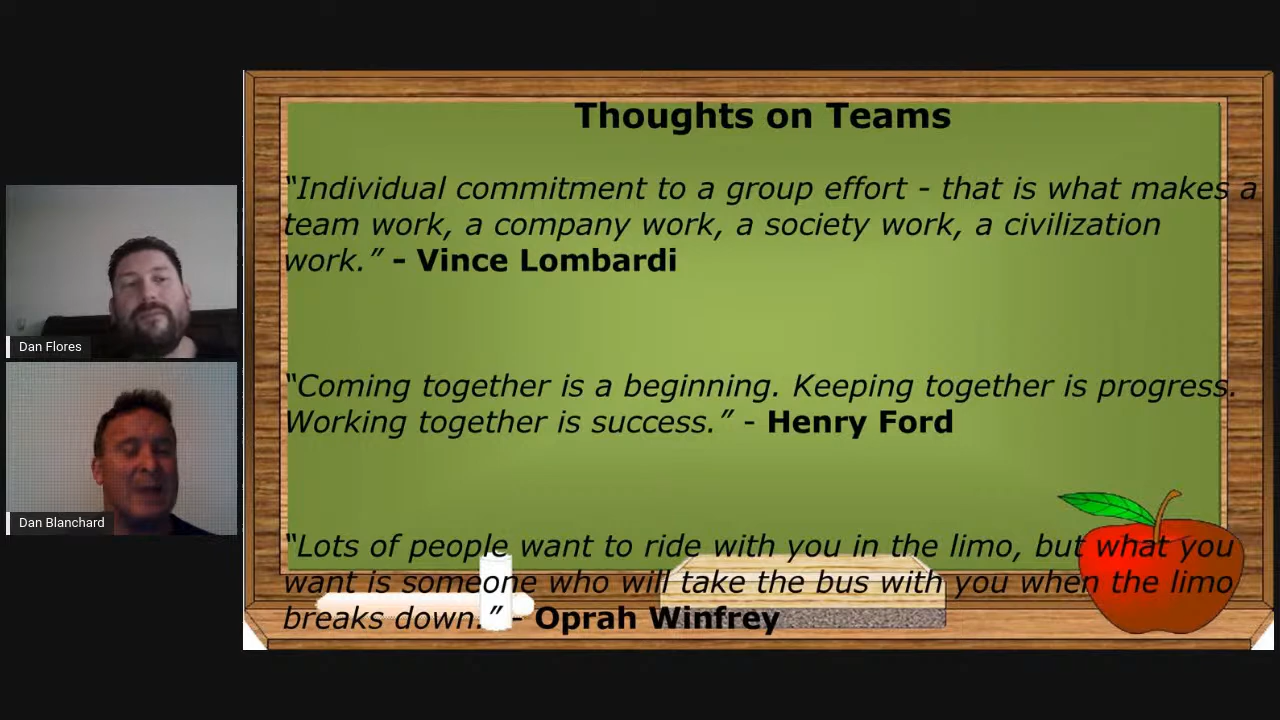 Thoughts on Teams
“Individual commitment to a group effort - that is what makes a
team work, a company work, a society work, a civilization
work.” - Vince Lombardi
“Coming together is a beginning. Keeping together is progress.
Working together is success.” - Henry Ford
“Lots of people want to ride with you in the limo, but what you
want is someone who will take the bus with you when the limo
breaks down.” - Oprah Winfrey
Dan Flores
Dan Blanchard